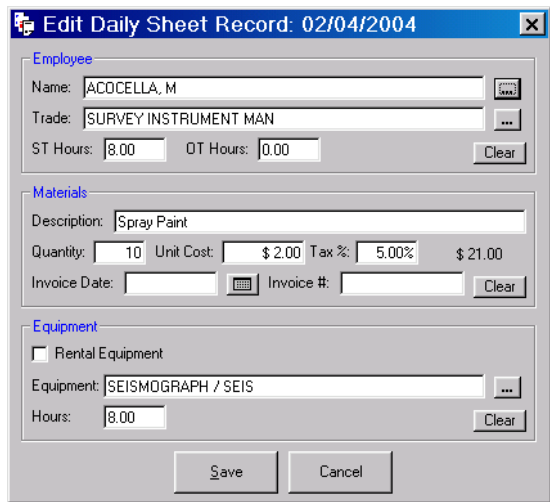 Edit Daily Sheet Record: 02/04/2004
Employee
Name: ACOCELLA, M ...
Trade: SURVEY INSTRUMENT MAN ...
ST Hours: 8.00 OT Hours: 0.00 Clear
Materials
Description: Spray Paint
Quantity: 10 Unit Cost: $ 2.00 Tax %: 5.00% $ 21.00
Invoice Date: Invoice #: Clear
Equipment
Rental Equipment
Equipment: SEISMOGRAPH / SEIS ...
Hours: 8.00 Clear
Save Cancel